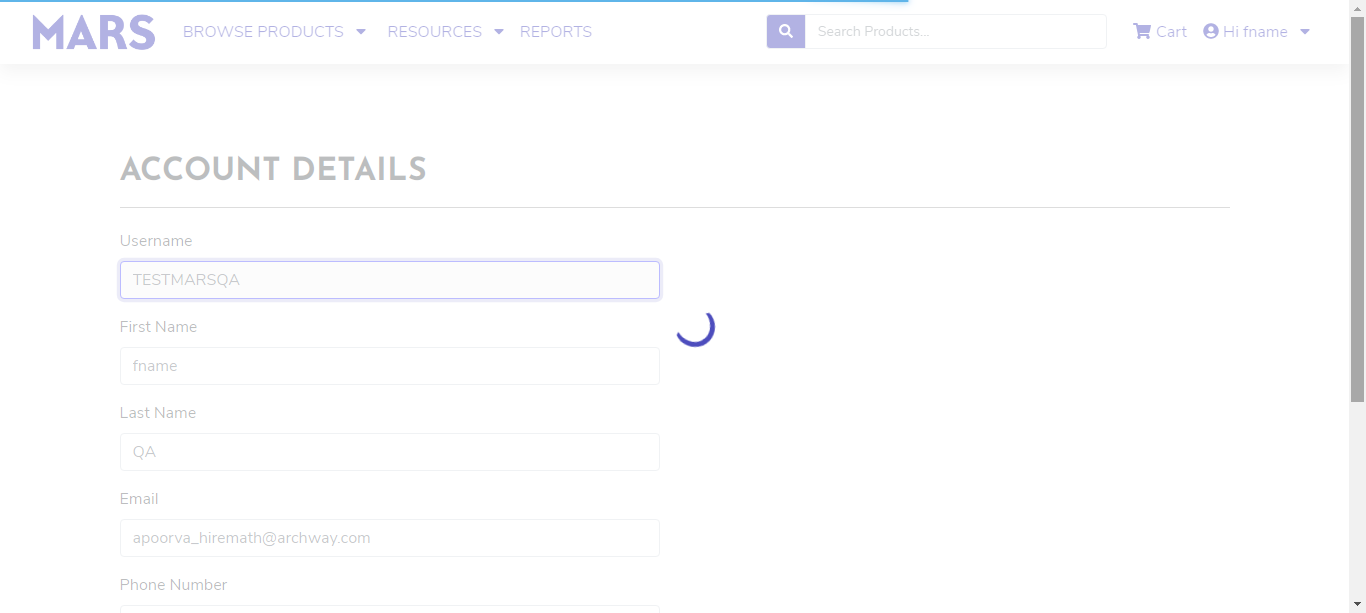 MARS BROWSE PRODUCTS RESOURCES REPORTS Search Products... Cart Hi fname
ACCOUNT DETAILS
Username
TESTMARSQA
First Name
fname
Last Name
QA
Email
apoorva_hiremath@archway.com
Phone Number